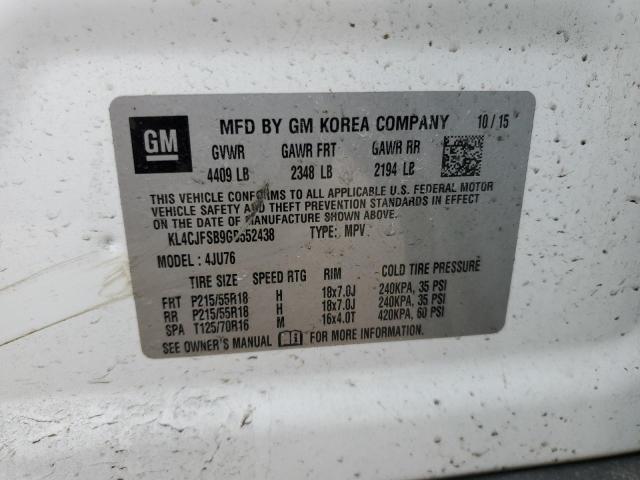 GM
MFD BY GM KOREA COMPANY 10/15
GVWR GAWR FRT GAWR RR
4409 LB 2348 LB 2194 LB
THIS VEHICLE CONFORMS TO ALL APPLICABLE U.S. FEDERAL MOTOR
VEHICLE SAFETY AND THEFT PREVENTION STANDARDS IN EFFECT
ON THE DATE OF MANUFACTURE SHOWN ABOVE.
TYPE: MPV
MODEL: 4JU76
TIRE SIZE SPEED RTG RIM COLD TIRE PRESSURE
FRT P215/55R18 H 18x7.0J 240KPA, 35 PSI
RR P215/55R18 H 18x7.0J 240KPA, 35 PSI
SPA T125/70R16 M 16x4.0T 420KPA, 60 PSI
SEE OWNER'S MANUAL FOR MORE INFORMATION.